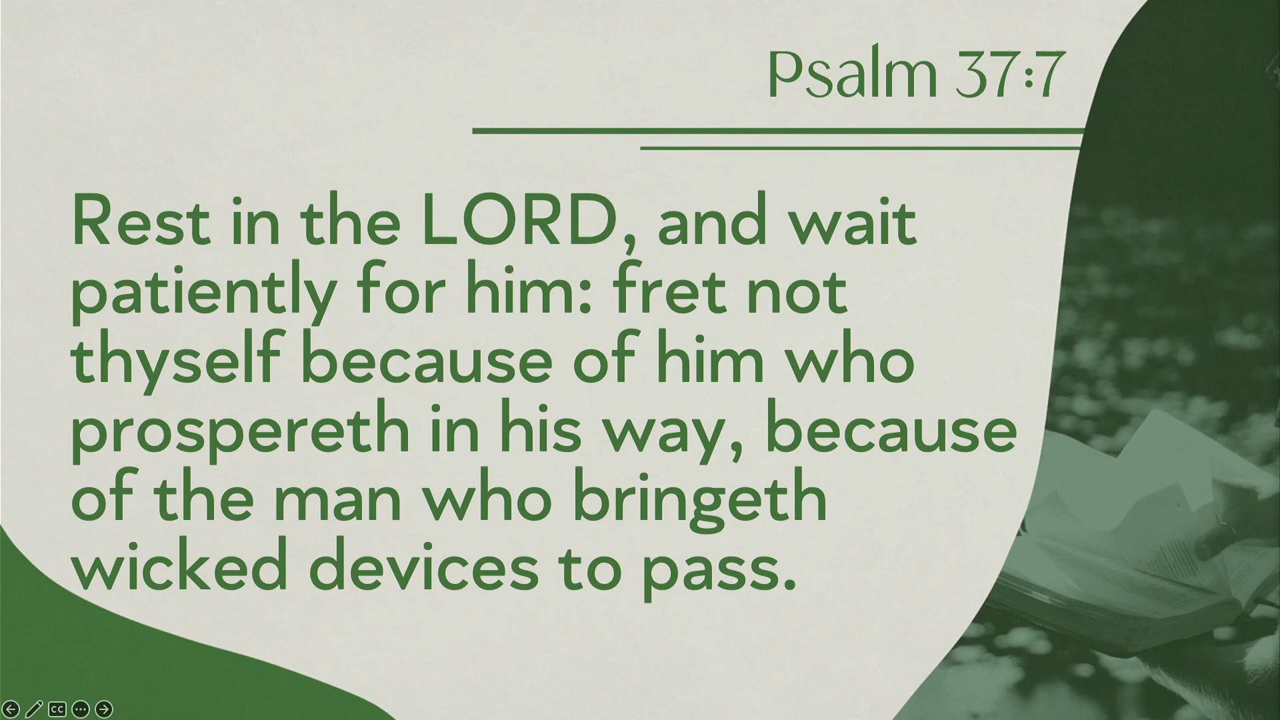 Psalm 37:7
Rest in the LORD, and wait
patiently for him: fret not
thyself because of him who
prospereth in his way, because
of the man who bringeth
wicked devices to pass.
CC